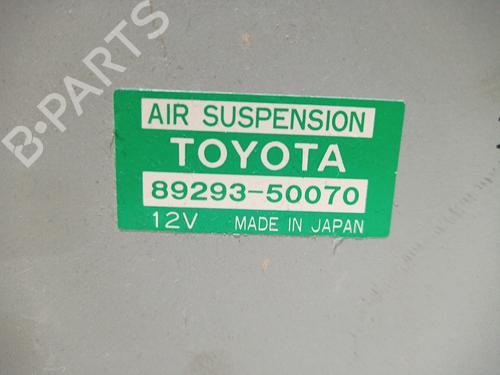 B-PARTS
AIR SUSPENSION
TOYOTA
89293-50070
12V MADE IN JAPAN